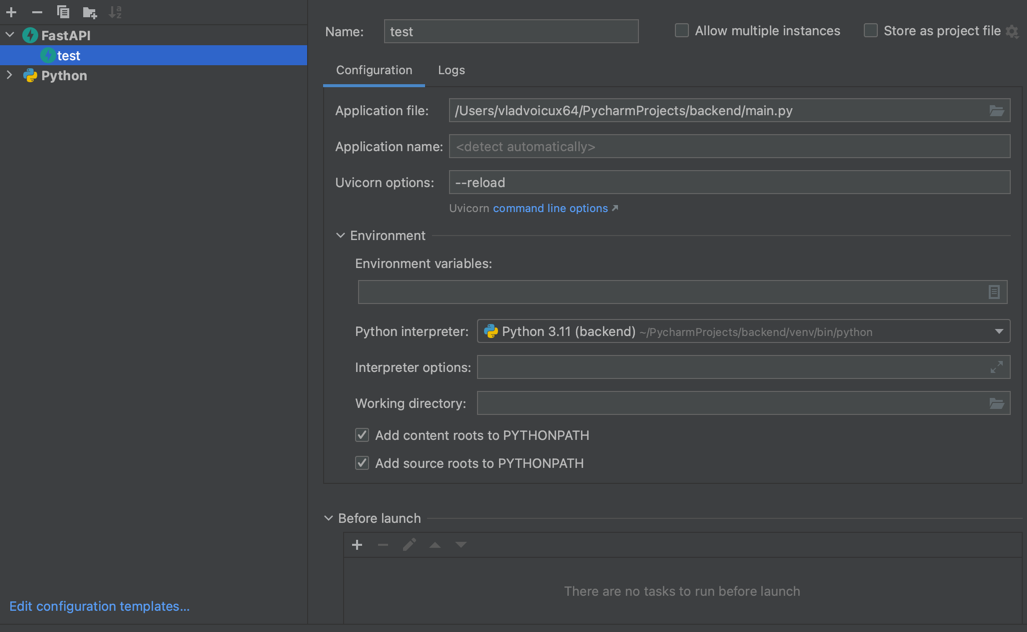 FastAPI
test
Python
Edit configuration templates...
Name: test
Allow multiple instances
Store as project file
Configuration Logs
Application file: /Users/vladvoicux64/PycharmProjects/backend/main.py
Application name: <detect automatically>
Uvicorn options: --reload
Uvicorn command line options ↗
Environment
Environment variables:
Python interpreter: Python 3.11 (backend) ~/PycharmProjects/backend/venv/bin/python
Interpreter options:
Working directory:
Add content roots to PYTHONPATH
Add source roots to PYTHONPATH
Before launch
There are no tasks to run before launch